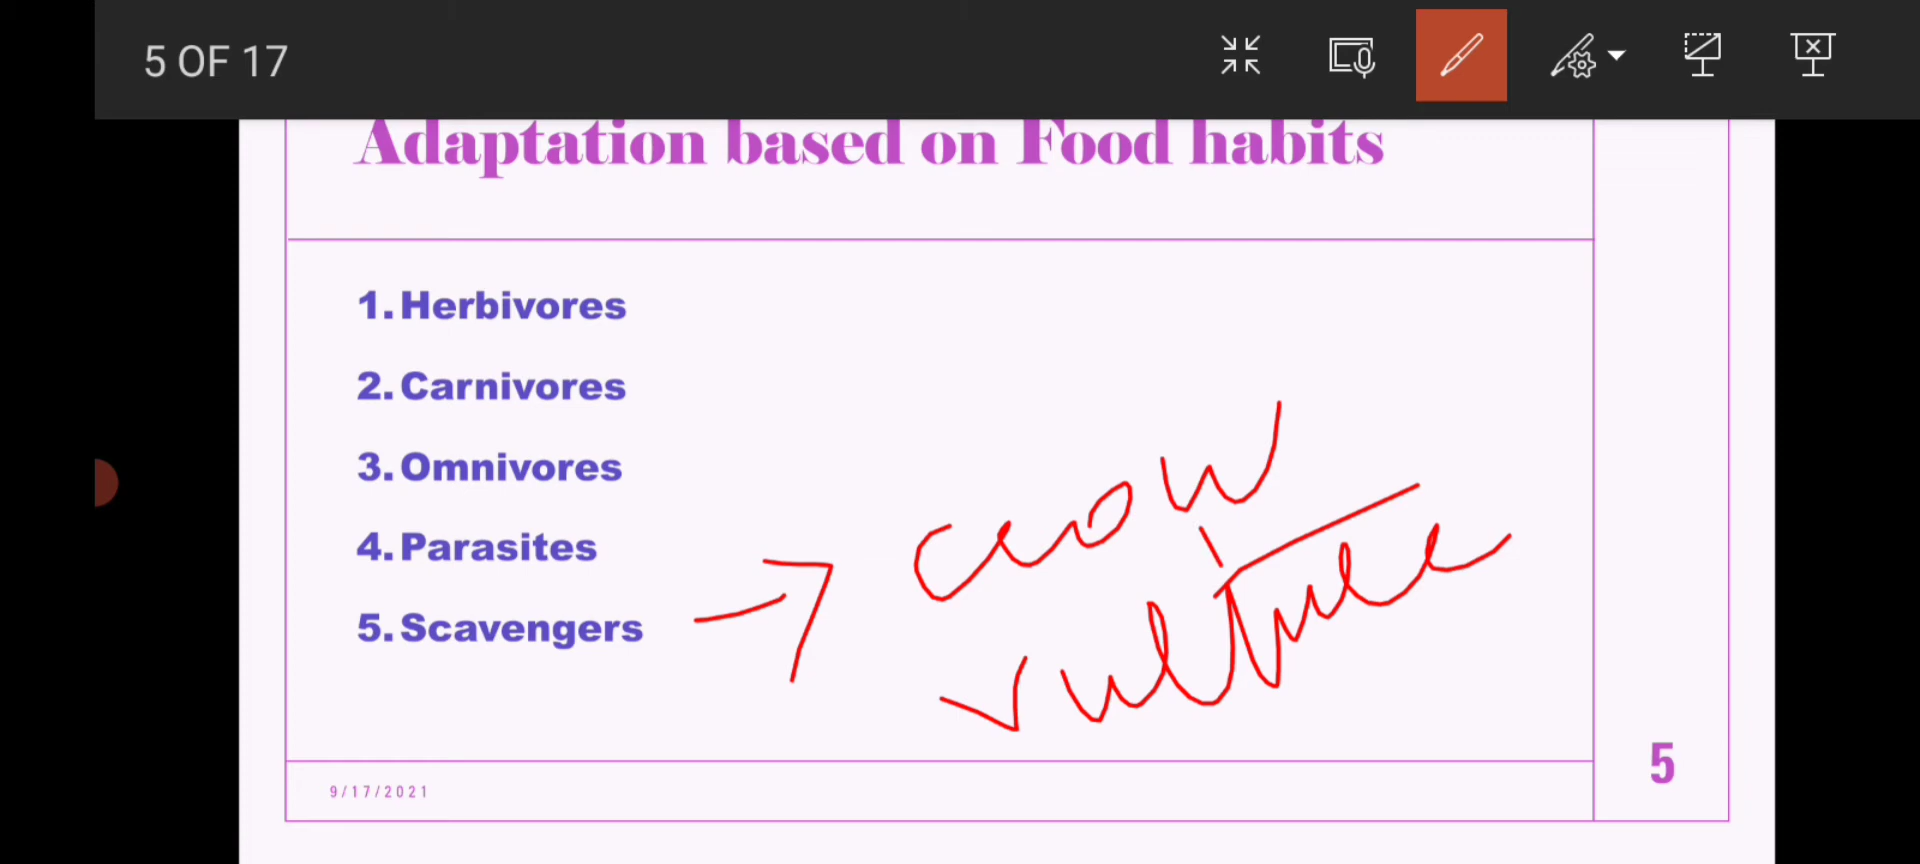 5 OF 17
Adaptation based on Food habits
1. Herbivores
2. Carnivores
3. Omnivores
4. Parasites
5. Scavengers
crow
vulture
9/17/2021
5